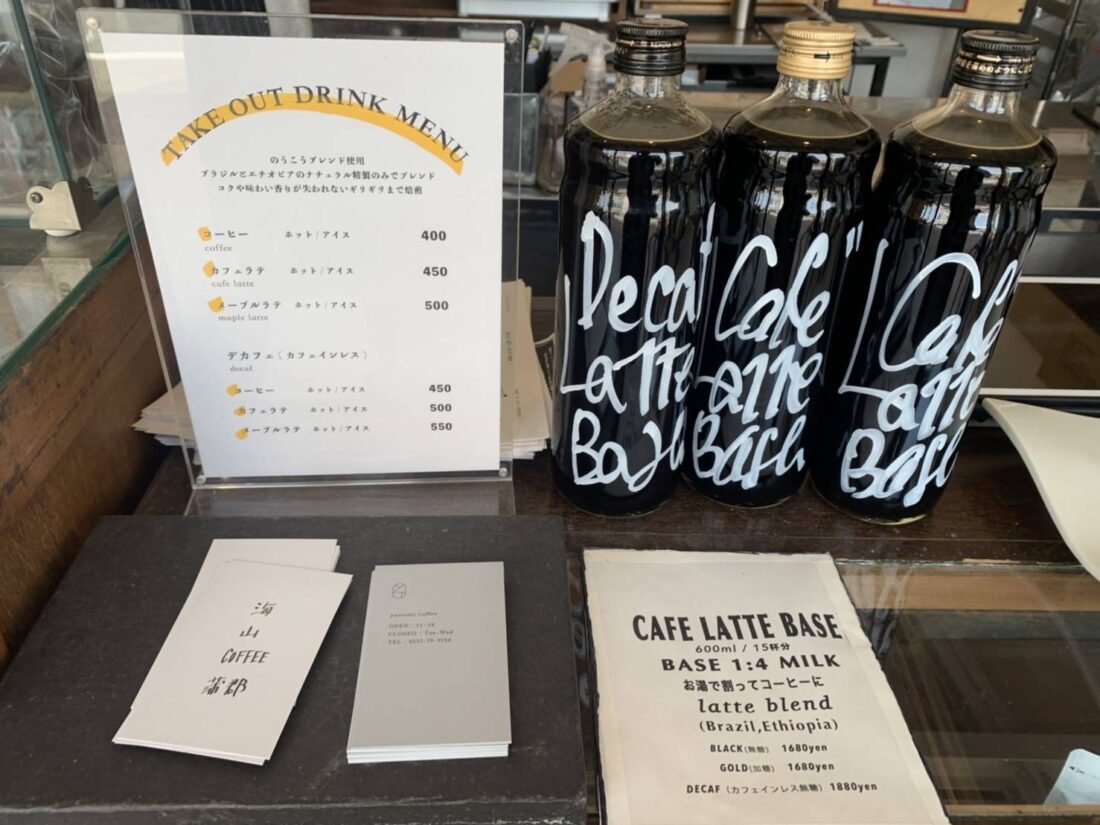 TAKE OUT DRINK MENU
のうこうブレンド使用
ブラジルとエチオピアのナチュラル精製のみでブレンド
コクや味わい香りが失われないギリギリまで焙煎
コーヒー ホット/アイス 400
coffee
カフェラテ ホット/アイス 450
cafe latte
メープルラテ ホット/アイス 500
maple latte
デカフェ[カフェインレス]
decaf
コーヒー ホット/アイス 450
カフェラテ ホット/アイス 500
メープルラテ ホット/アイス 550
Deca
Latte
Base
Cafe
Latte
Base
Cafe
Latte
Base
海
山
COFFEE
蒲郡
OPEN : 11-18
CLOSED : Tue.Wed
CAFE LATTE BASE
600ml / 15杯分
BASE 1:4 MILK
お湯で割ってコーヒーに
latte blend
(Brazil,Ethiopia)
BLACK(無糖) 1680yen
GOLD(加糖) 1680yen
DECAF (カフェインレス無糖) 1880yen